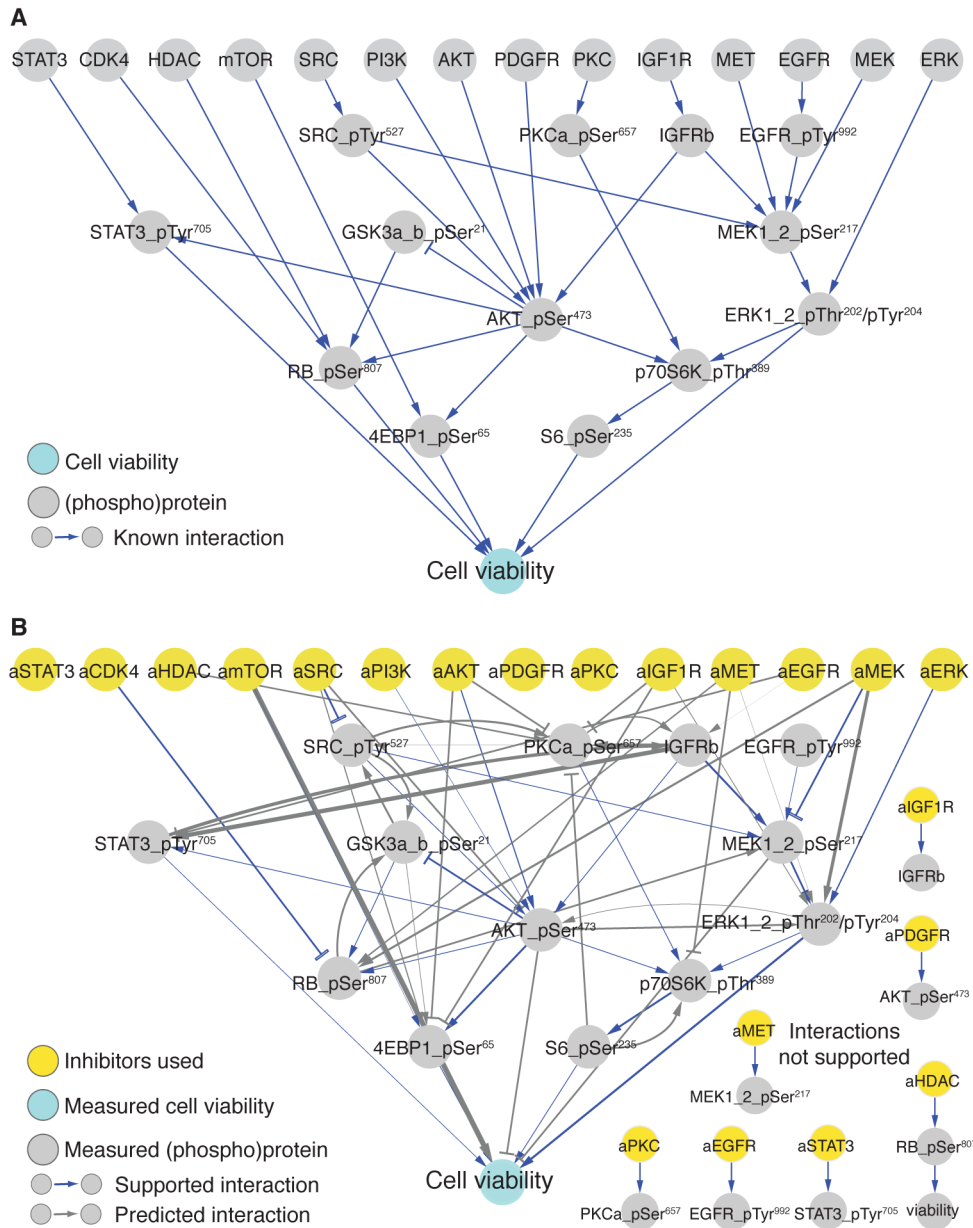 A
STAT3 CDK4 HDAC mTOR SRC PI3K AKT PDGFR PKC IGF1R MET EGFR MEK ERK
SRC_pTyr527 PKCa_pSer657 IGFRb EGFR_pTyr992
STAT3_pTyr705 GSK3a_b_pSer21 MEK1_2_pSer217
AKT_pSer473 ERK1_2_pThr202/pTyr204
RB_pSer807 p70S6K_pThr389
4EBP1_pSer65 S6_pSer235
Cell viability
(phospho)protein
Known interaction
Cell viability
B
aSTAT3 aCDK4 aHDAC amTOR aSRC aPI3K aAKT aPDGFR aPKC aIGF1R aMET aEGFR aMEK aERK
SRC_pTyr527 PKCa_pSer657 IGFRb EGFR_pTyr992
aIGF1R
STAT3_pTyr705 GSK3a_b_pSer21 MEK1_2_pSer217
IGFRb
AKT_pSer473 ERK1_2_pThr202/pTyr204
aPDGFR
RB_pSer807 p70S6K_pThr389
AKT_pSer473
aMET Interactions
not supported
4EBP1_pSer65 S6_pSer235
Inhibitors used
aHDAC
MEK1_2_pSer217
Measured cell viability
Measured (phospho)protein
aPKC aEGFR aSTAT3 RB_pSer807
Cell viability
Supported interaction
PKCa_pSer657 EGFR_pTyr992 STAT3_pTyr705 viability
Predicted interaction